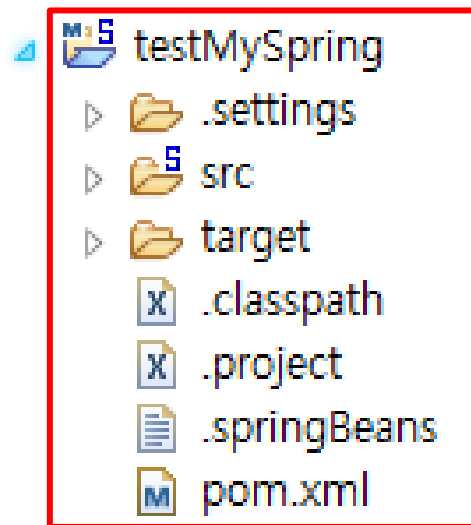 testMySpring
.settings
src
target
.classpath
.project
.springBeans
pom.xml